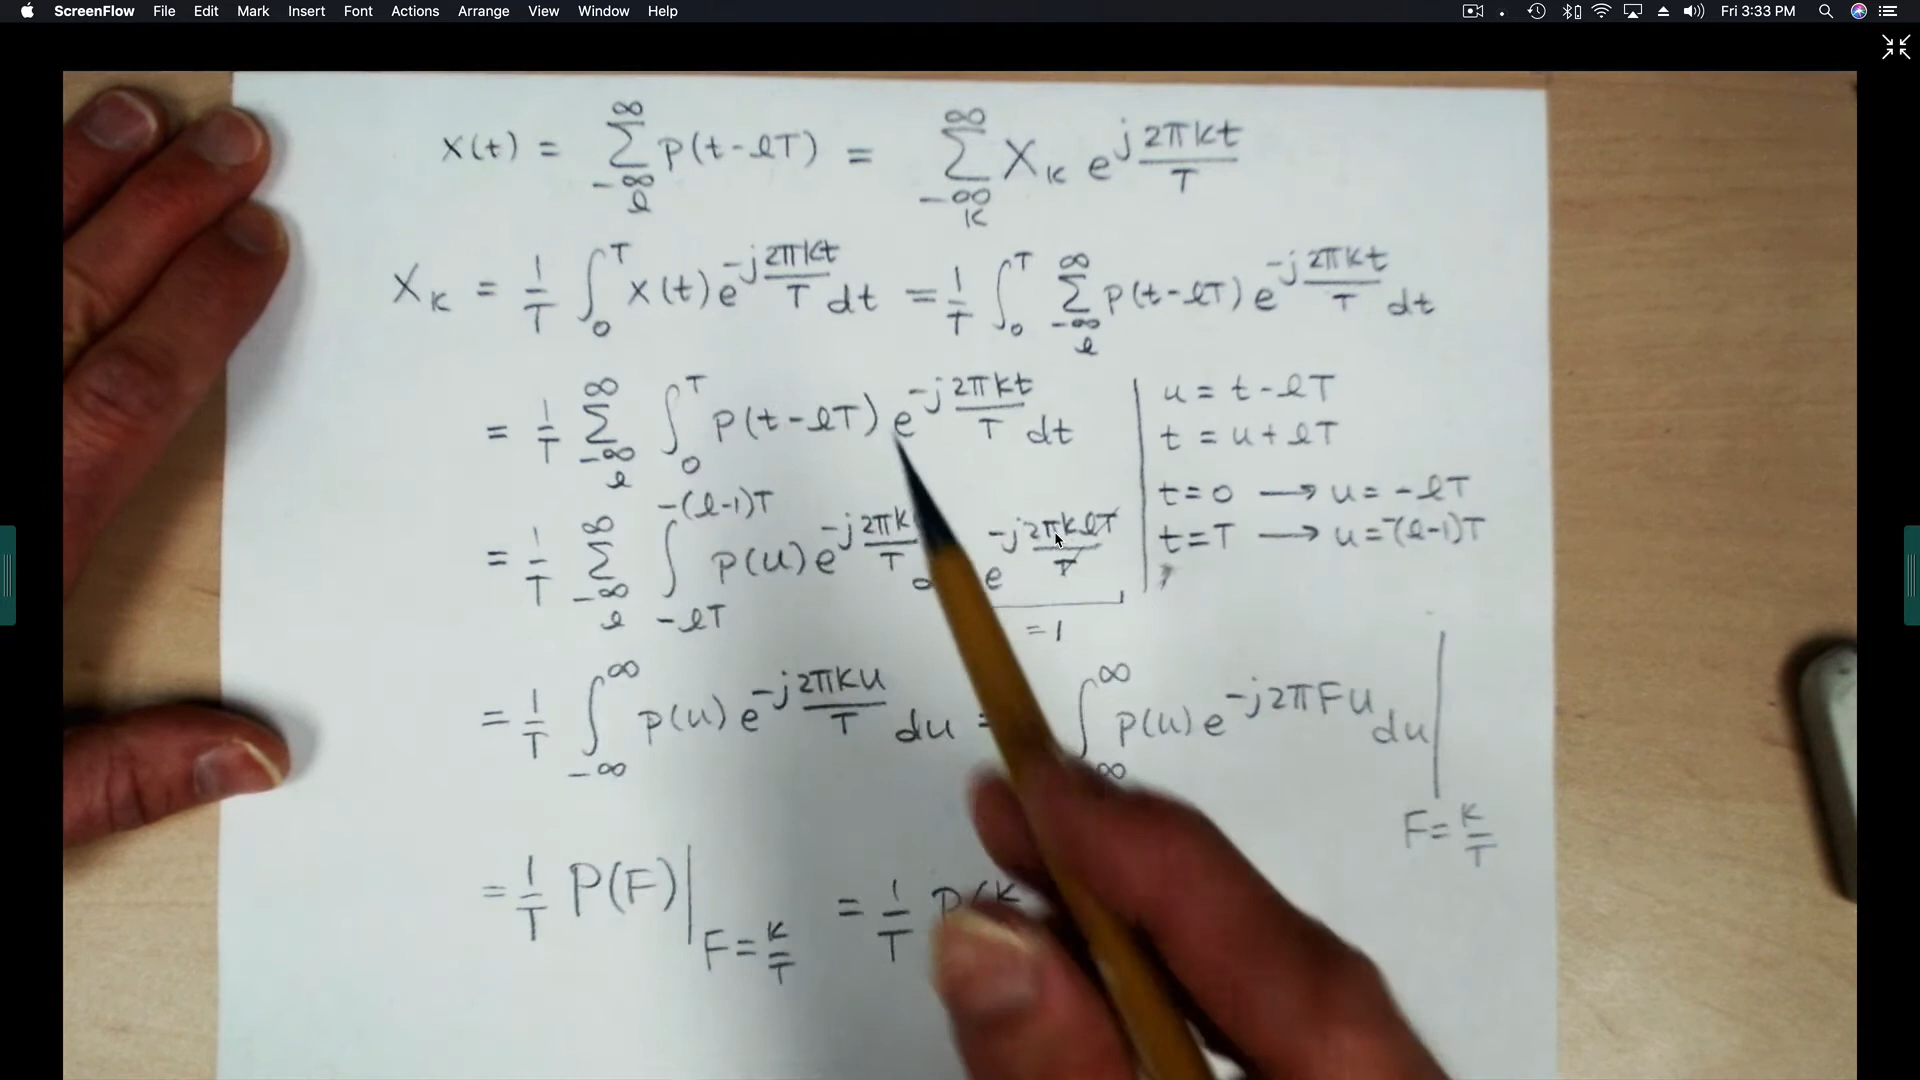 ScreenFlow File Edit Mark Insert Font Actions Arrange View Window Help Fri 3:33 PM
x(t) = ∑_{-∞ ℓ}^{∞} p(t-ℓT) = ∑_{-∞ k}^{∞} X_k e^{j 2πkt/T}
X_k = 1/T ∫_0^T x(t) e^{-j 2πkt/T} dt = 1/T ∫_0^T ∑_{-∞ ℓ}^{∞} p(t-ℓT) e^{-j 2πkt/T} dt
= 1/T ∑_{-∞ ℓ}^{∞} ∫_0^T p(t-ℓT) e^{-j 2πkt/T} dt
= 1/T ∑_{-∞ ℓ}^{∞} ∫_{-ℓT}^{-(ℓ-1)T} p(u) e^{-j 2πk/T} e^{-j 2πkℓT/T}
= 1
u = t-ℓT
t = u+ℓT
t=0 → u=-ℓT
t=T → u=-(ℓ-1)T
= 1/T ∫_{-∞}^{∞} p(u) e^{-j 2πku/T} du = ∫_{∞}^{∞} p(u) e^{-j2πFu} du |
F = k/T
= 1/T P(F) |_{F = k/T} = 1/T P(k